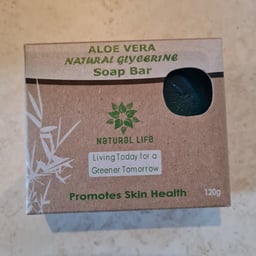 ALOE VERA
NATURAL GLYCERINE
Soap Bar
NATURAL LIFE
Living Today for a
Greener Tomorrow
Promotes Skin Health
120g